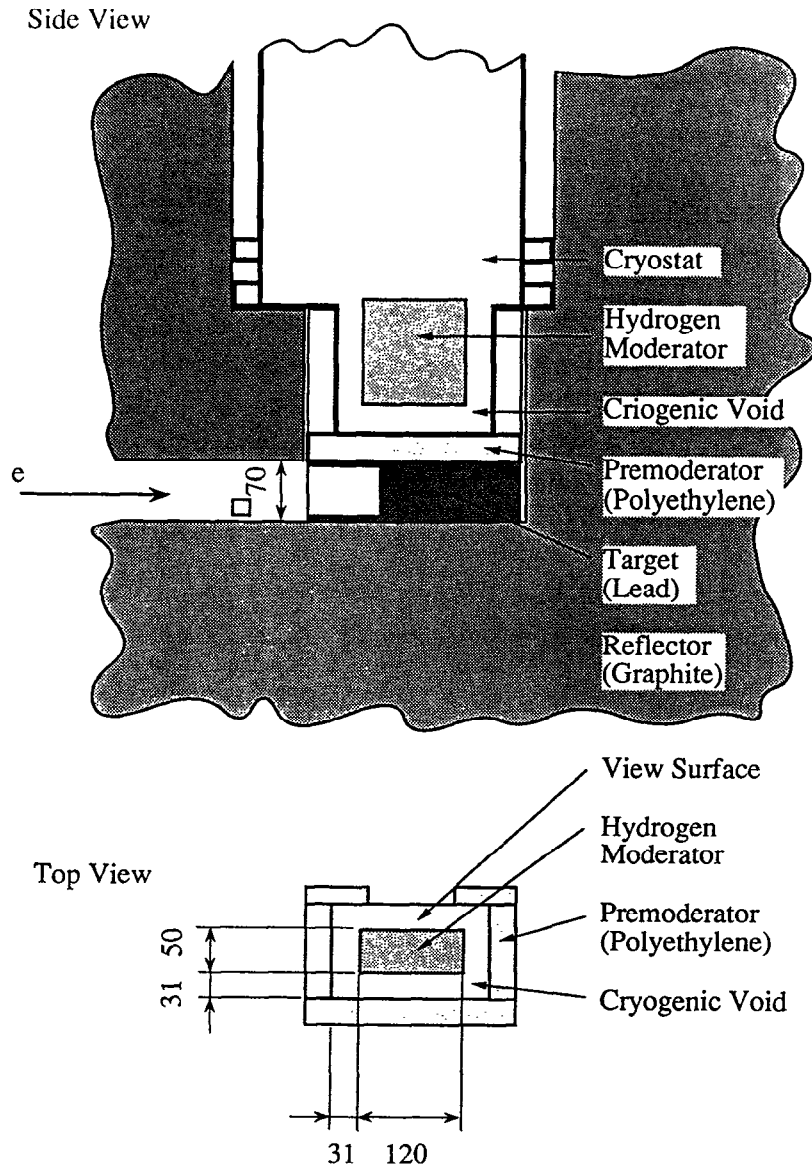 Side View
Cryostat
Hydrogen
Moderator
Criogenic Void
Premoderator
(Polyethylene)
e
□70
Target
(Lead)
Reflector
(Graphite)
View Surface
Hydrogen
Moderator
Top View
Premoderator
(Polyethylene)
50
31
Cryogenic Void
31 120